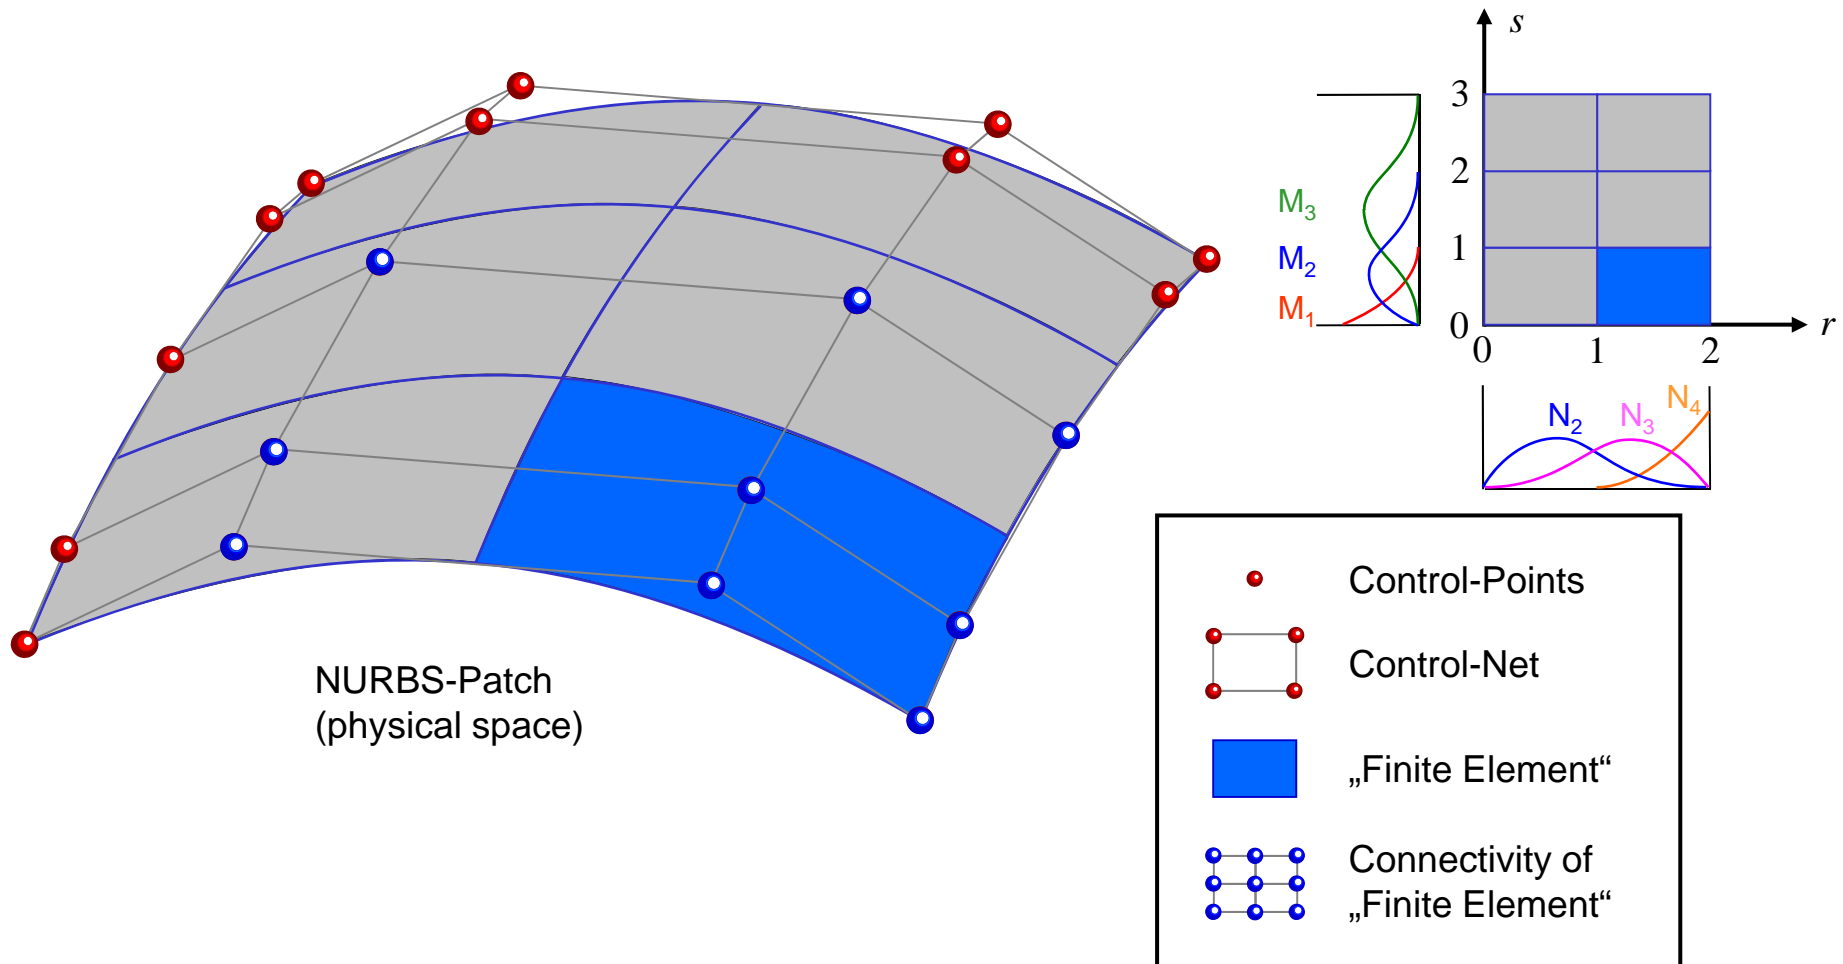 s
3
2
1
0
0 1 2
r
M3
M2
M1
N2 N3 N4
NURBS-Patch
(physical space)
Control-Points
Control-Net
„Finite Element“
Connectivity of
„Finite Element“